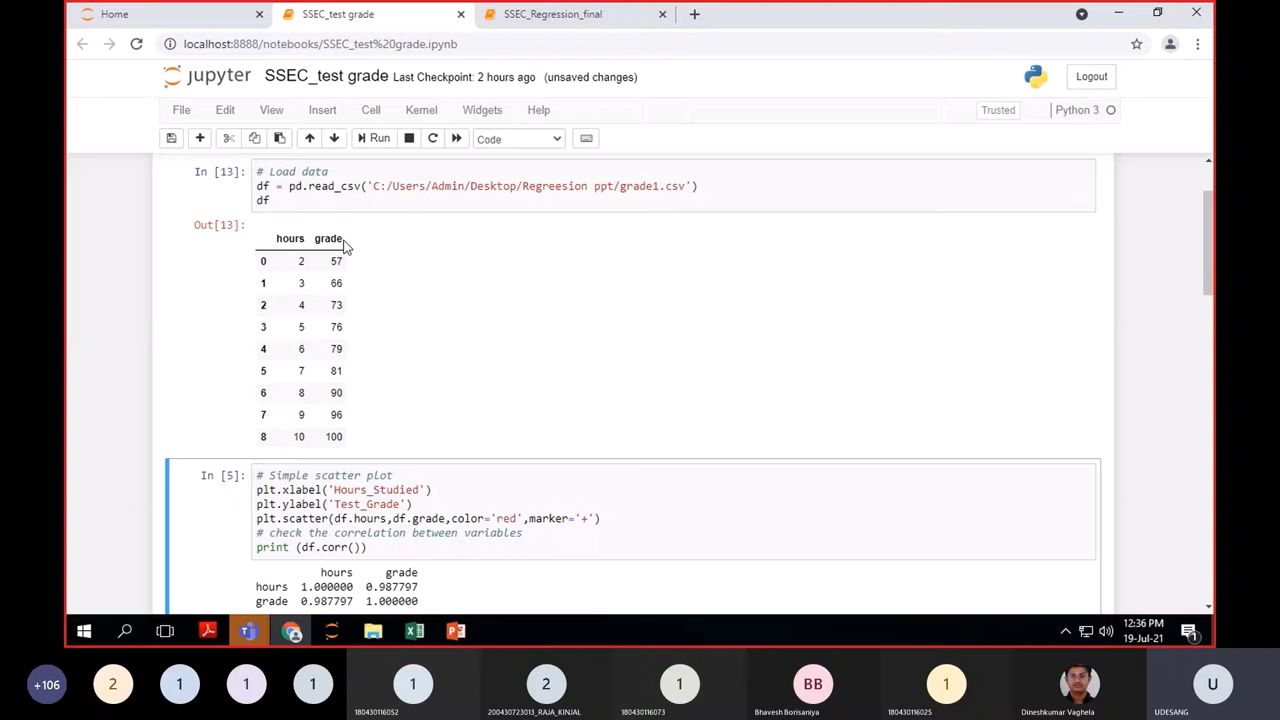 Home
SSEC_test grade
SSEC_Regression_final
localhost:8888/notebooks/SSEC_test%20grade.ipynb
jupyter SSEC_test grade Last Checkpoint: 2 hours ago (unsaved changes)
Logout
File Edit View Insert Cell Kernel Widgets Help
Trusted
Python 3
Run
Code
In [13]:
# Load data
df = pd.read_csv('C:/Users/Admin/Desktop/Regreesion ppt/grade1.csv')
df
Out[13]:
hours grade
0 2 57
1 3 66
2 4 73
3 5 76
4 6 79
5 7 81
6 8 90
7 9 96
8 10 100
In [5]:
# Simple scatter plot
plt.xlabel('Hours_Studied')
plt.ylabel('Test_Grade')
plt.scatter(df.hours,df.grade,color='red',marker='+')
# check the correlation between variables
print (df.corr())
hours grade
hours 1.000000 0.987797
grade 0.987797 1.000000
12:36 PM
19-Jul-21
1
+106
2
1
1
1
1
180430116052
2
200430723013_RAJA_KINJAL
1
180430116073
BB
Bhavesh Borisaniya
1
180430116025
Dineshkumar Vaghela
U
UDESANG